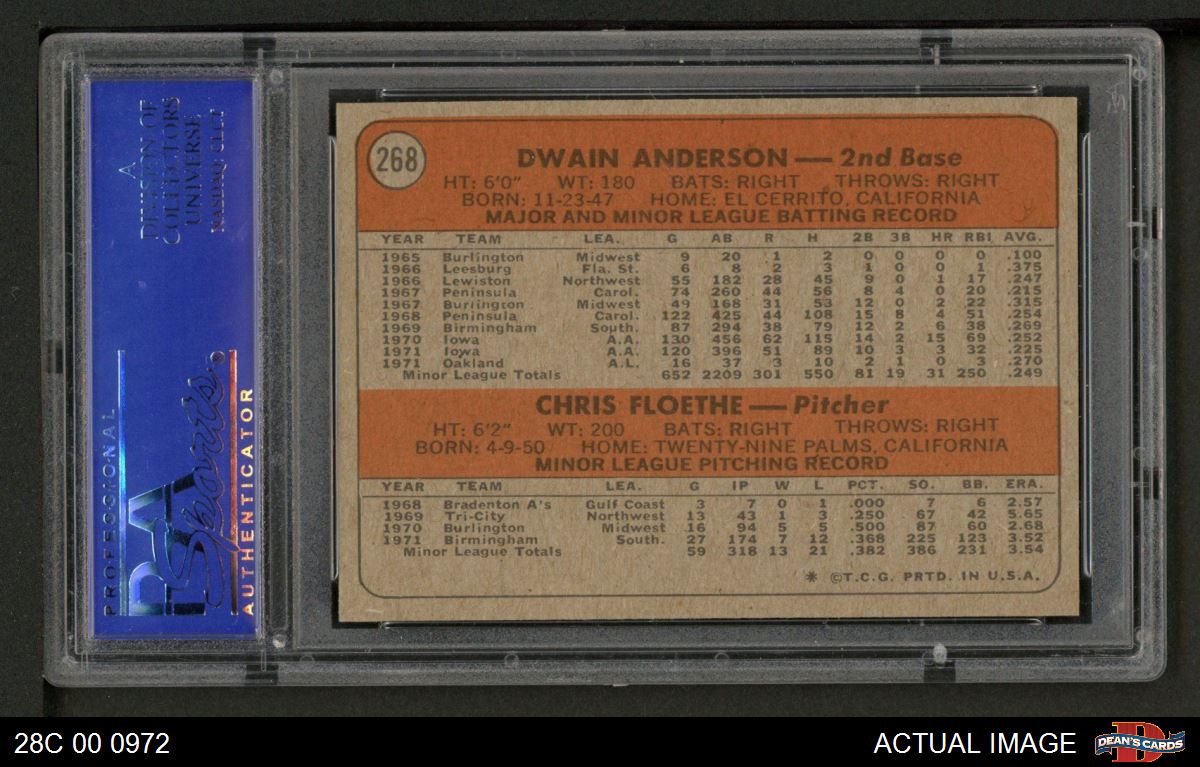 A
DIVISION OF
COLLECTORS
UNIVERSE
NASDAQ: CLCT
PROFESSIONAL
PSA
Sports
AUTHENTICATOR
268
DWAIN ANDERSON — 2nd Base
HT: 6'0" WT: 180 BATS: RIGHT THROWS: RIGHT
BORN: 11-23-47 HOME: EL CERRITO, CALIFORNIA
MAJOR AND MINOR LEAGUE BATTING RECORD
YEAR TEAM LEA. G AB R H 2B 3B HR RBI AVG.
1965 Burlington Midwest 9 20 1 2 0 0 0 0 .100
1966 Leesburg Fla. St. 6 8 2 3 1 0 0 1 .375
1966 Lewiston Northwest 55 182 28 45 9 0 1 17 .247
1967 Peninsula Carol. 74 260 44 56 8 4 0 20 .215
1967 Burlington Midwest 49 168 31 53 12 0 2 22 .315
1968 Peninsula Carol. 122 425 44 108 15 8 4 51 .254
1969 Birmingham South. 87 294 38 79 12 2 6 38 .269
1970 Iowa A.A. 130 456 62 115 14 2 15 69 .252
1971 Iowa A.A. 120 396 51 89 10 3 3 32 .225
1971 Oakland A.L. 16 37 3 10 2 1 0 3 .270
Minor League Totals 652 2209 301 550 81 19 31 250 .249
CHRIS FLOETHE — Pitcher
HT: 6'2" WT: 200 BATS: RIGHT THROWS: RIGHT
BORN: 4-9-50 HOME: TWENTY-NINE PALMS, CALIFORNIA
MINOR LEAGUE PITCHING RECORD
YEAR TEAM LEA. G IP W L PCT. SO. BB. ERA.
1968 Bradenton A's Gulf Coast 3 7 0 1 .000 7 6 2.57
1969 Tri-City Northwest 13 43 1 3 .250 67 42 5.65
1970 Burlington Midwest 16 94 5 5 .500 87 60 2.68
1971 Birmingham South. 27 174 7 12 .368 225 123 3.52
Minor League Totals 59 318 13 21 .382 386 231 3.54
* ©T.C.G. PRTD. IN U.S.A.
28C 00 0972
ACTUAL IMAGE
D
DEAN'S CARDS